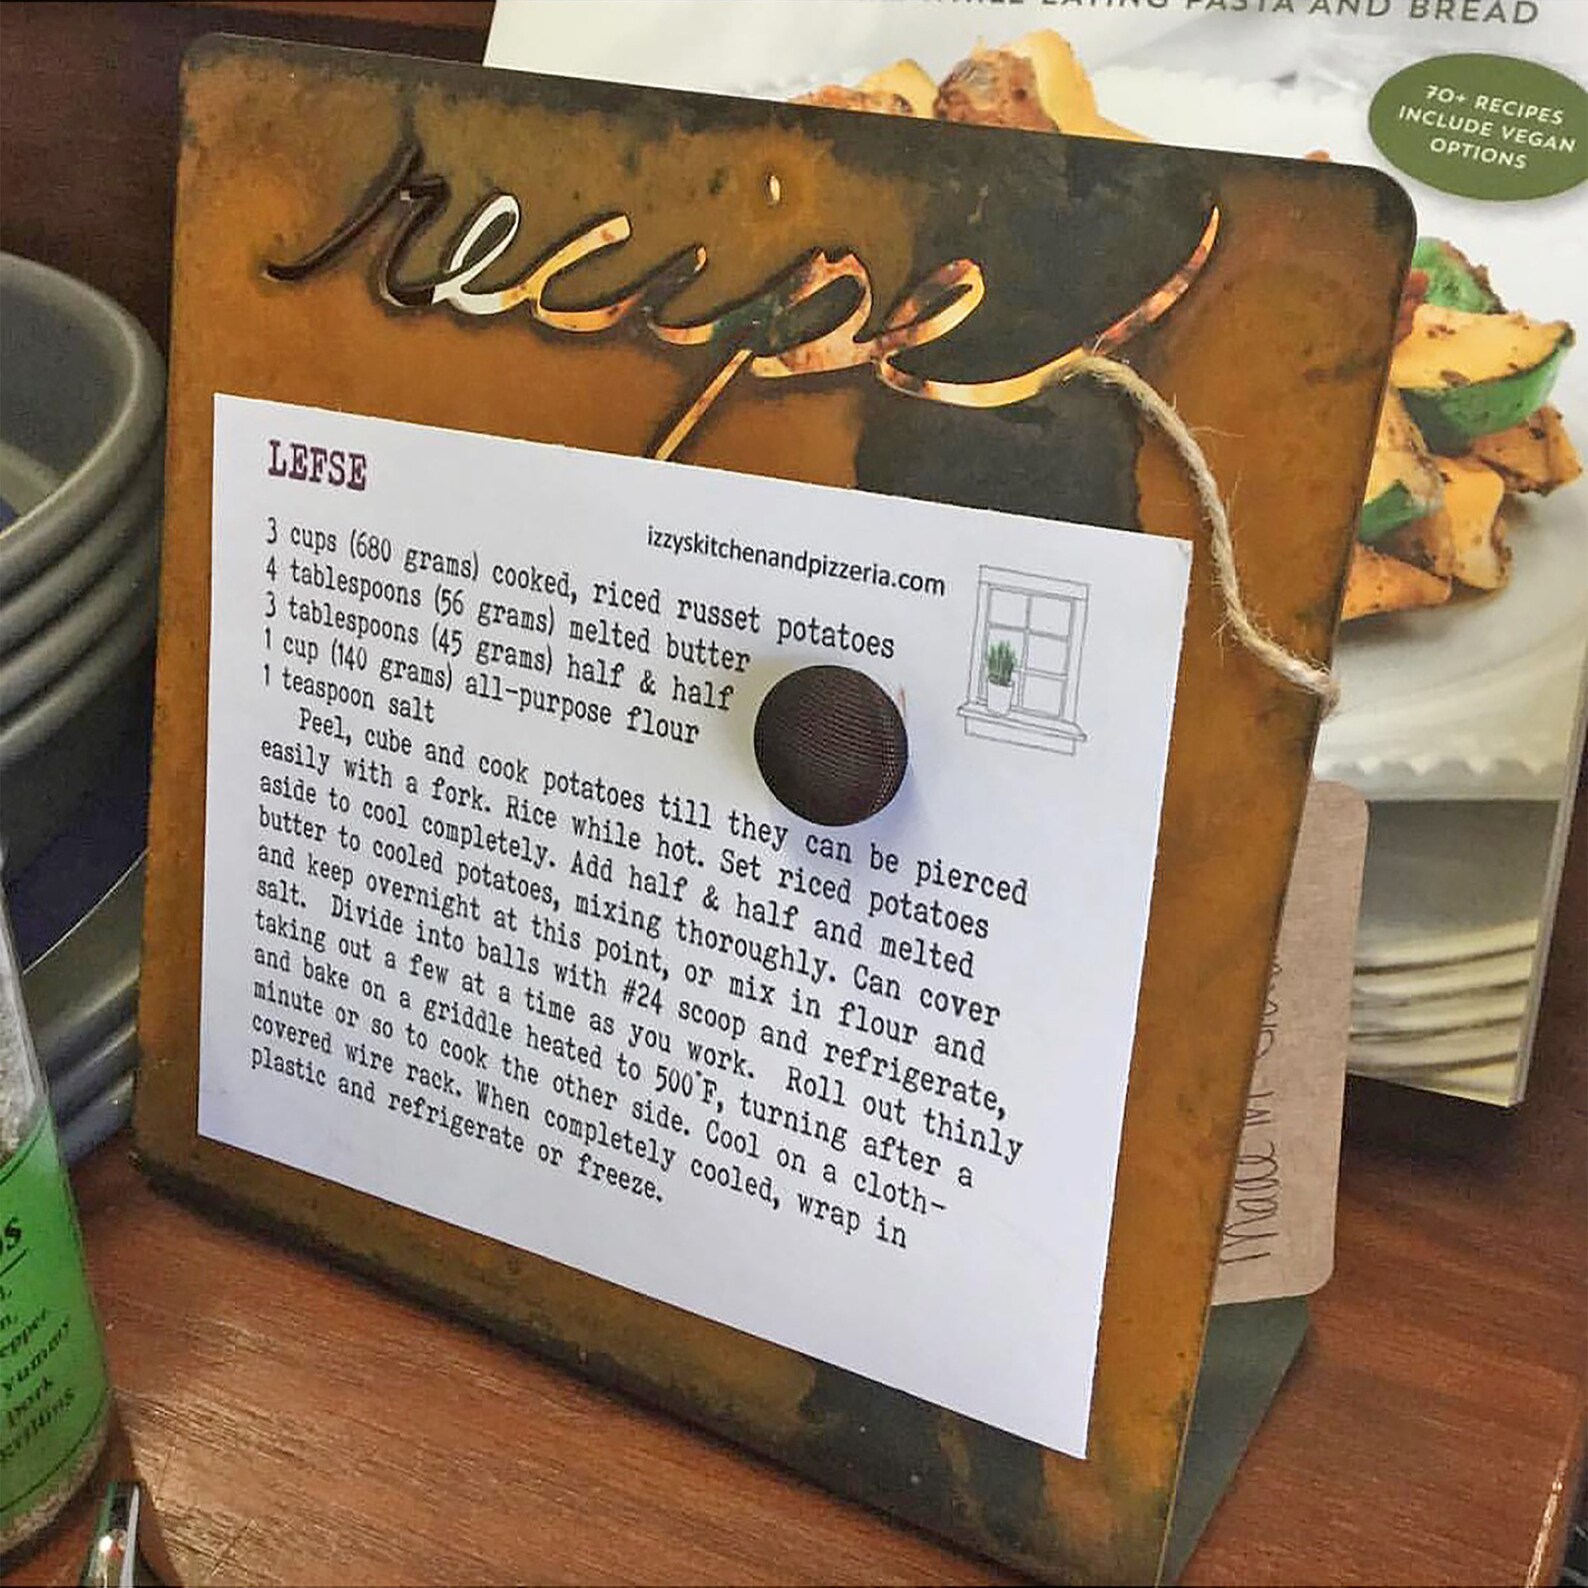 EATING PASTA AND BREAD
70+ RECIPES
INCLUDE VEGAN
OPTIONS
recipe
LEFSE
izzyskitchenandpizzeria.com
3 cups (680 grams) cooked, riced russet potatoes
4 tablespoons (56 grams) melted butter
3 tablespoons (45 grams) half & half
1 cup (140 grams) all-purpose flour
1 teaspoon salt
Peel, cube and cook potatoes till they can be pierced
easily with a fork. Rice while hot. Set riced potatoes
aside to cool completely. Add half & half and melted
butter to cooled potatoes, mixing thoroughly. Can cover
and keep overnight at this point, or mix in flour and
salt. Divide into balls with #24 scoop and refrigerate,
taking out a few at a time as you work. Roll out thinly
and bake on a griddle heated to 500°F, turning after a
minute or so to cook the other side. Cool on a cloth-
covered wire rack. When completely cooled, wrap in
plastic and refrigerate or freeze.
Made in
yummy
pork